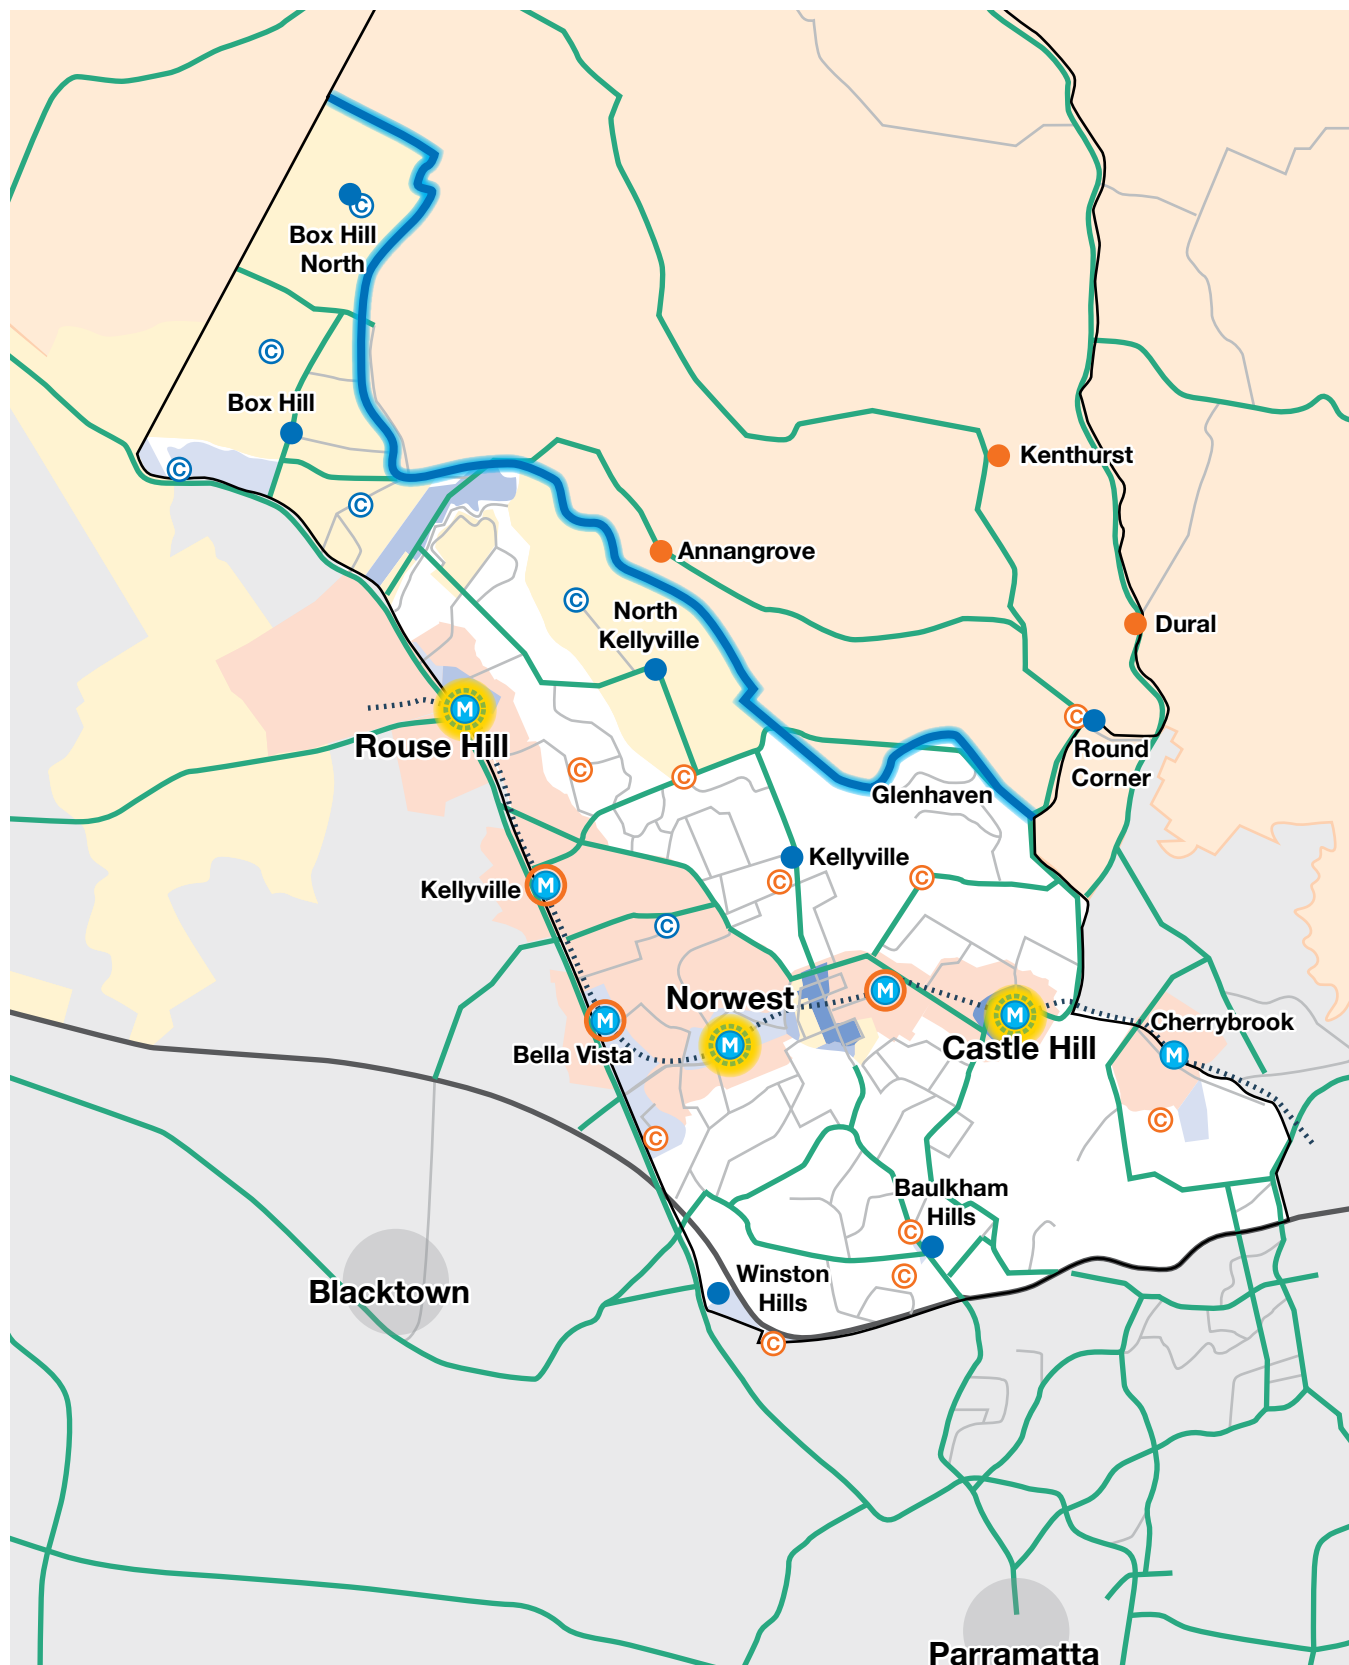 C
Box Hill
North
C
Box Hill
C
Kenthurst
C
Annangrove
C
North
Kellyville
Dural
M
Rouse Hill
C
Round
Corner
C
C
Glenhaven
Kellyville
C
C
Kellyville
M
C
Norwest
M
M
Bella Vista
M
M
Castle Hill
Cherrybrook
M
C
C
Baulkham
Hills
C
C
Winston
Hills
C
Blacktown
Parramatta